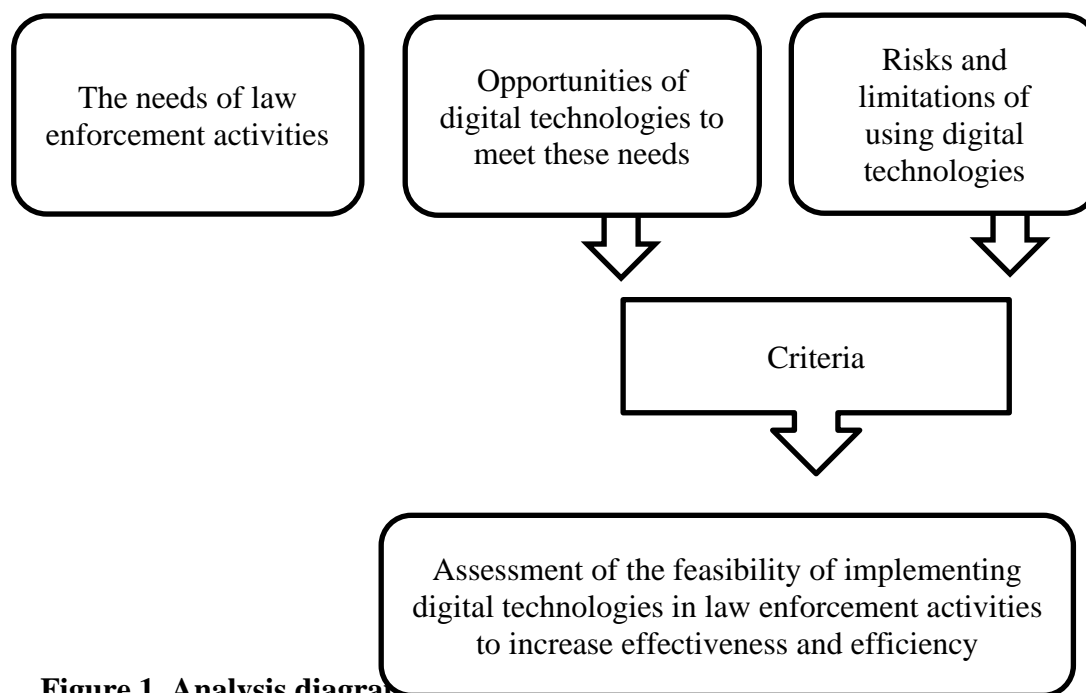 The needs of law
enforcement activities
Opportunities of
digital technologies to
meet these needs
Risks and
limitations of
using digital
technologies
Criteria
Assessment of the feasibility of implementing
digital technologies in law enforcement activities
to increase effectiveness and efficiency
Figure 1. Analysis